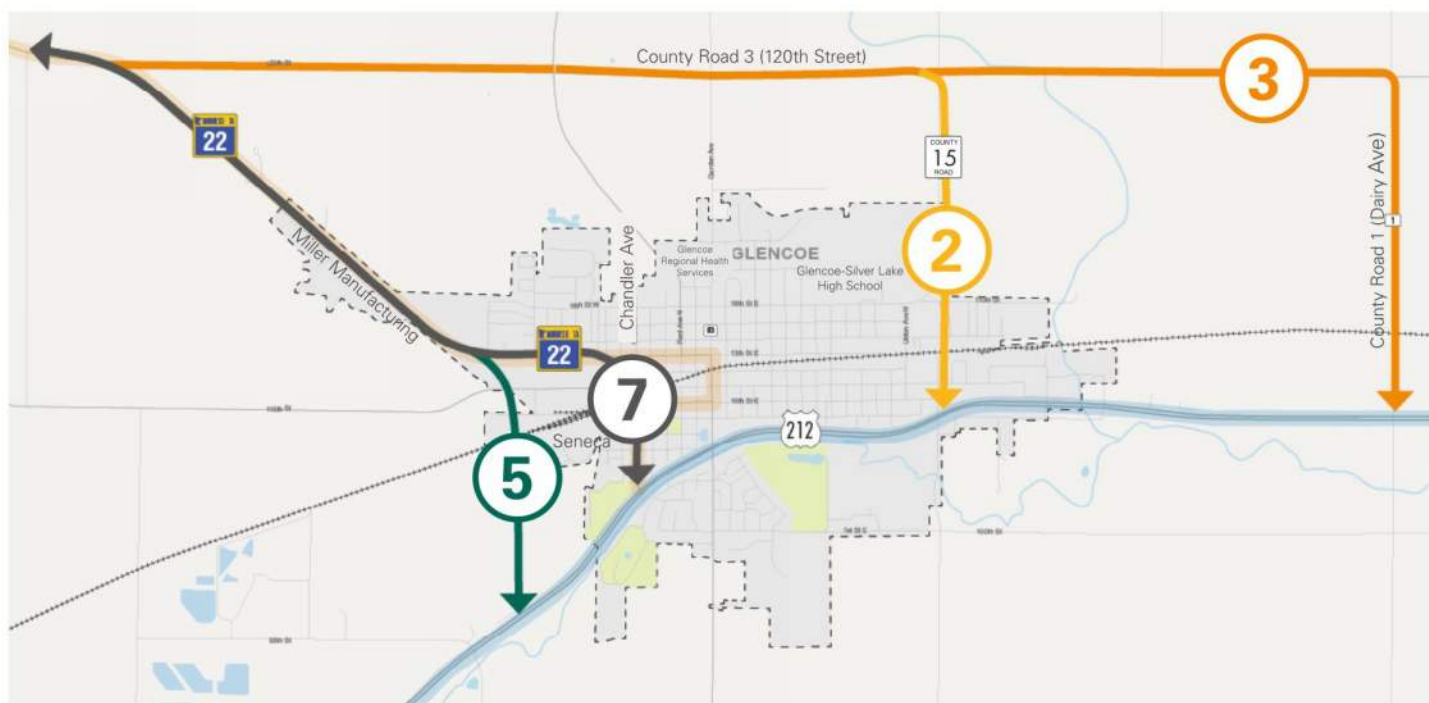 County Road 3 (120th Street)
3
22
COUNTY
15
ROAD
County Road 1 (Dairy Ave)
1
2
Chandler Ave
Glencoe
Regional Health
Services
GLENCOE
Glencoe-Silver Lake
High School
Miller Manufacturing
22
7
212
Seneca
5